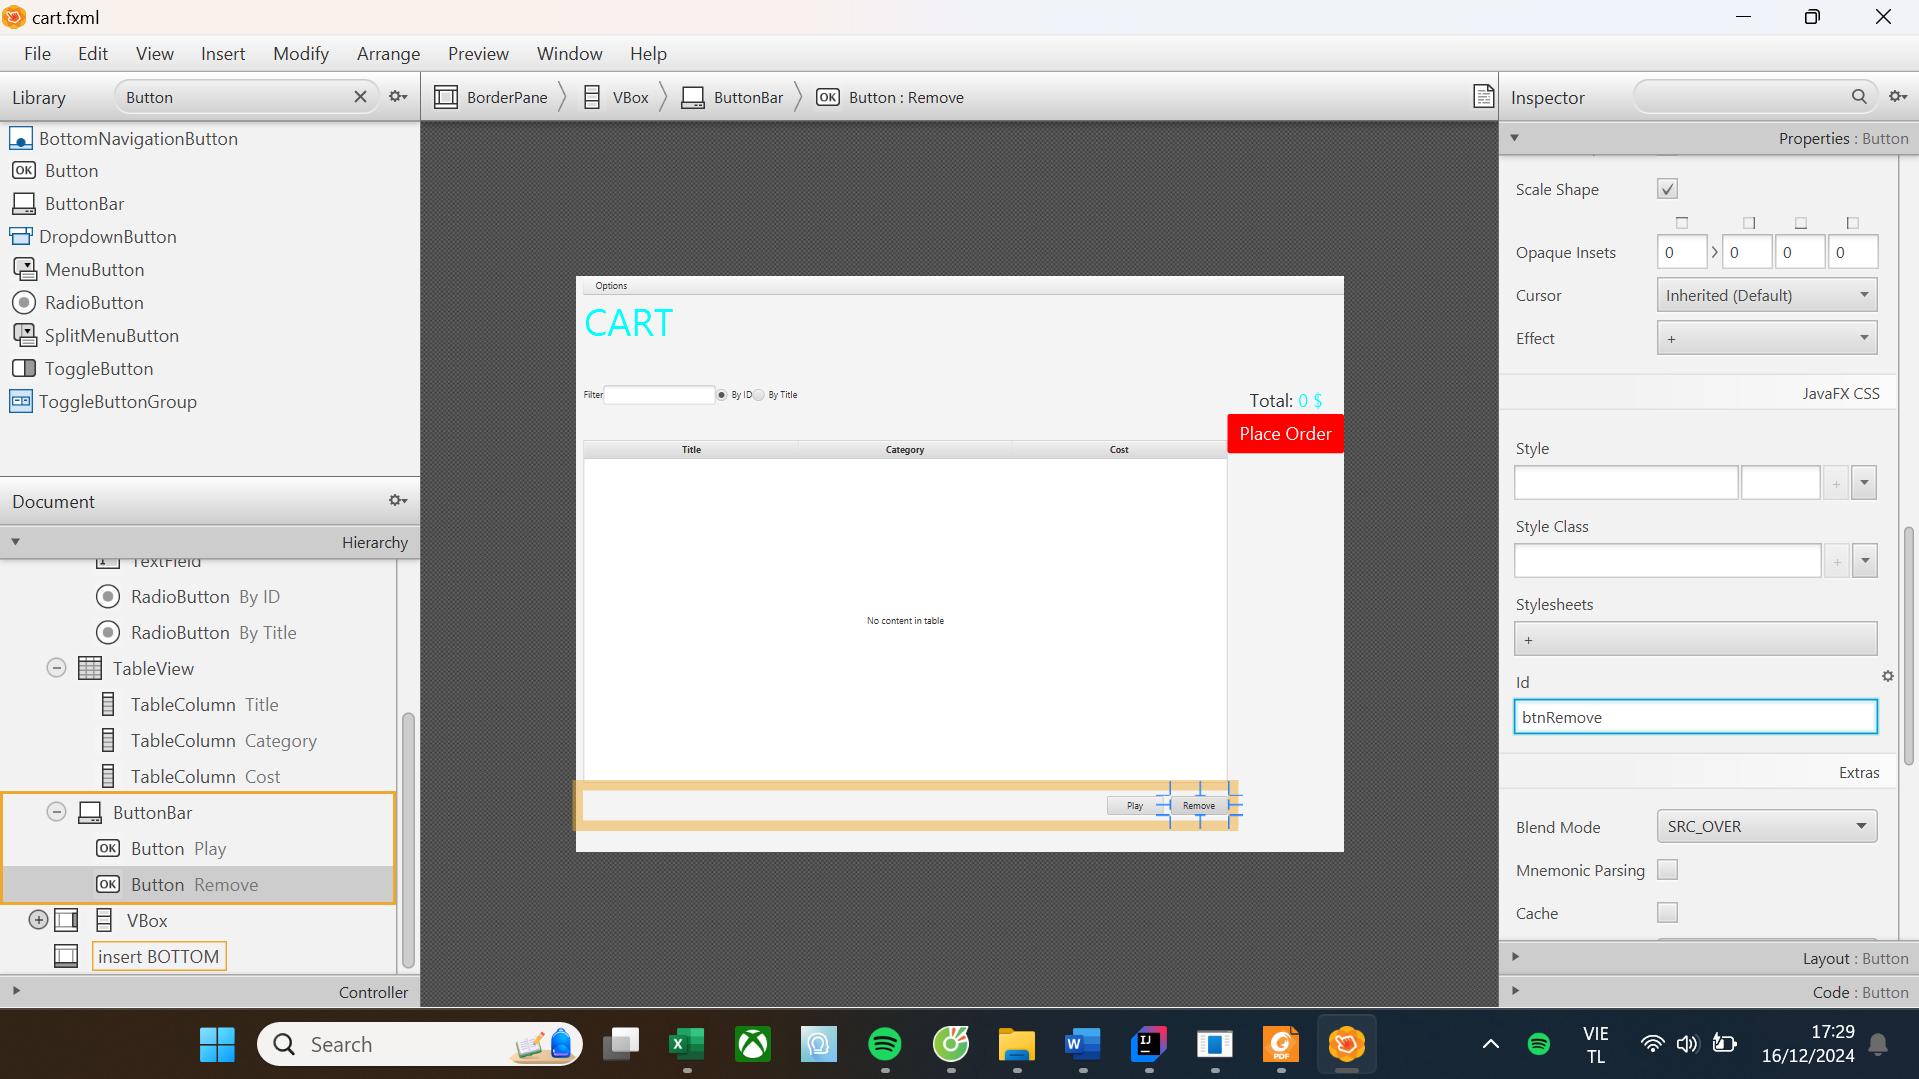 cart.fxml
File Edit View Insert Modify Arrange Preview Window Help
Library Button
BottomNavigationButton
OK Button
ButtonBar
DropdownButton
MenuButton
RadioButton
SplitMenuButton
ToggleButton
ToggleButtonGroup
Document
Hierarchy
TextField
RadioButton By ID
RadioButton By Title
TableView
TableColumn Title
TableColumn Category
TableColumn Cost
ButtonBar
OK Button Play
OK Button Remove
VBox
insert BOTTOM
Controller
BorderPane VBox ButtonBar OK Button : Remove
Options
CART
Filter By ID By Title
Total: 0 $
Place Order
Title Category Cost
No content in table
Play Remove
Inspector
Properties : Button
Scale Shape
Opaque Insets 0 0 0 0
Cursor Inherited (Default)
Effect +
JavaFX CSS
Style
+
Style Class
+
Stylesheets
+
Id
btnRemove
Extras
Blend Mode SRC_OVER
Mnemonic Parsing
Cache
Layout : Button
Code : Button
Search
X
W
IJ
PDF
VIE
TL
17:29
16/12/2024